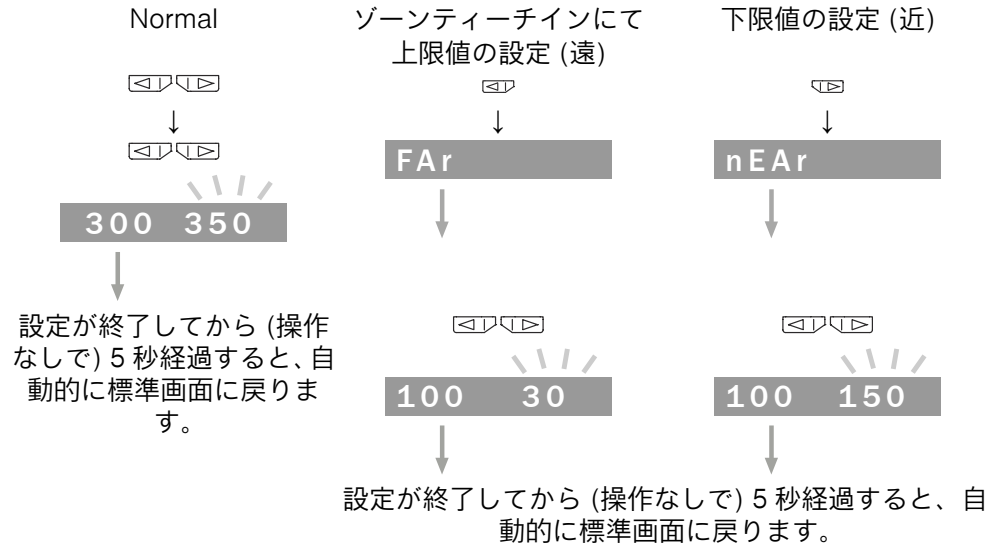 Normal
300 350
設定が終了してから (操作
なしで) 5 秒経過すると、自
動的に標準画面に戻りま
す。
ゾーンティーチインにて
上限値の設定 (遠)
FAr
100 30
下限値の設定 (近)
nEAr
100 150
設定が終了してから (操作なしで) 5 秒経過すると、自
動的に標準画面に戻ります。